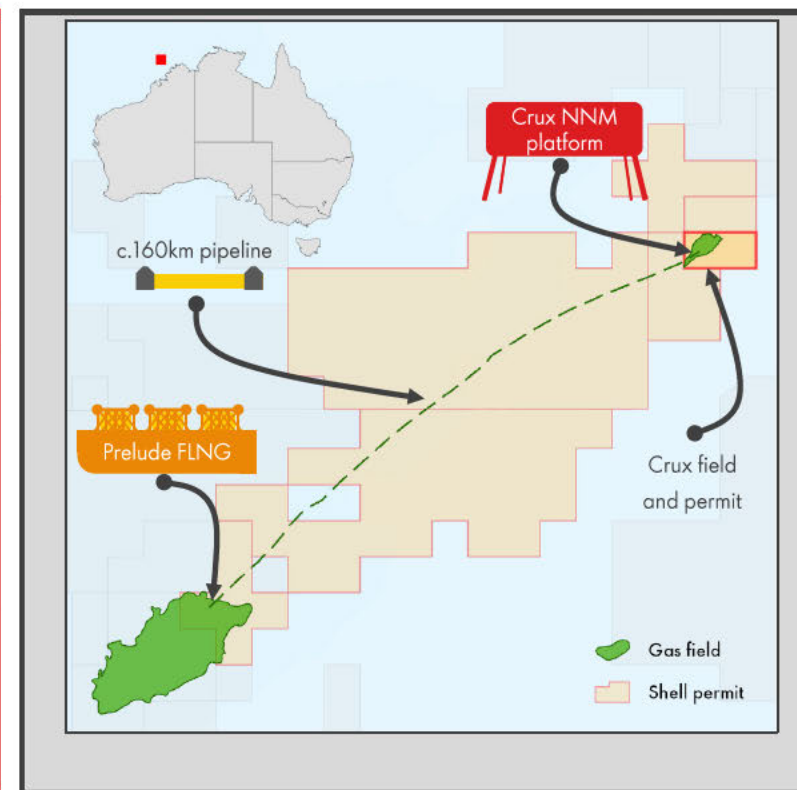 Crux NNM
platform
c.160km pipeline
Prelude FLNG
Crux field
and permit
Gas field
Shell permit